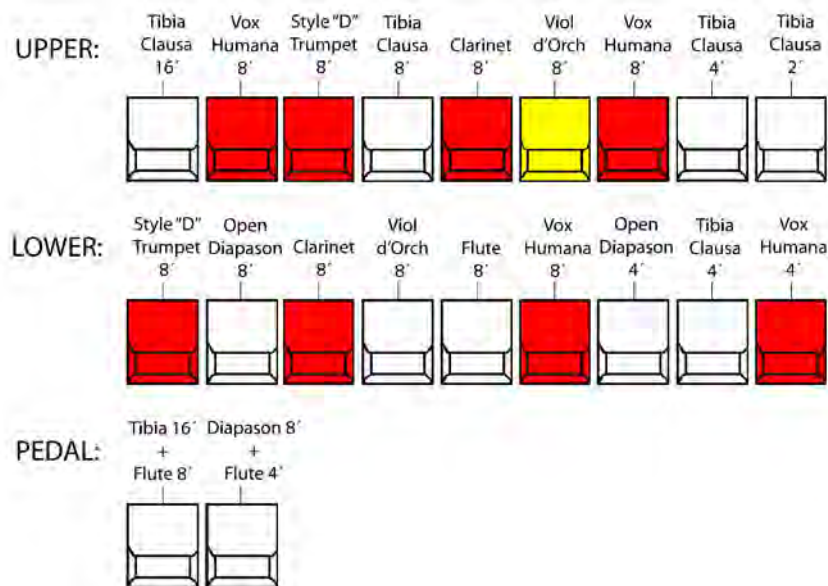 UPPER:
Tibia Clausa 16´
Vox Humana 8´
Style "D" Trumpet 8´
Tibia Clausa 8´
Clarinet 8´
Viol d'Orch 8´
Vox Humana 8´
Tibia Clausa 4´
Tibia Clausa 2´
LOWER:
Style "D" Trumpet 8´
Open Diapason 8´
Clarinet 8´
Viol d'Orch 8´
Flute 8´
Vox Humana 8´
Open Diapason 4´
Tibia Clausa 4´
Vox Humana 4´
PEDAL:
Tibia 16´ + Flute 8´
Diapason 8´ + Flute 4´